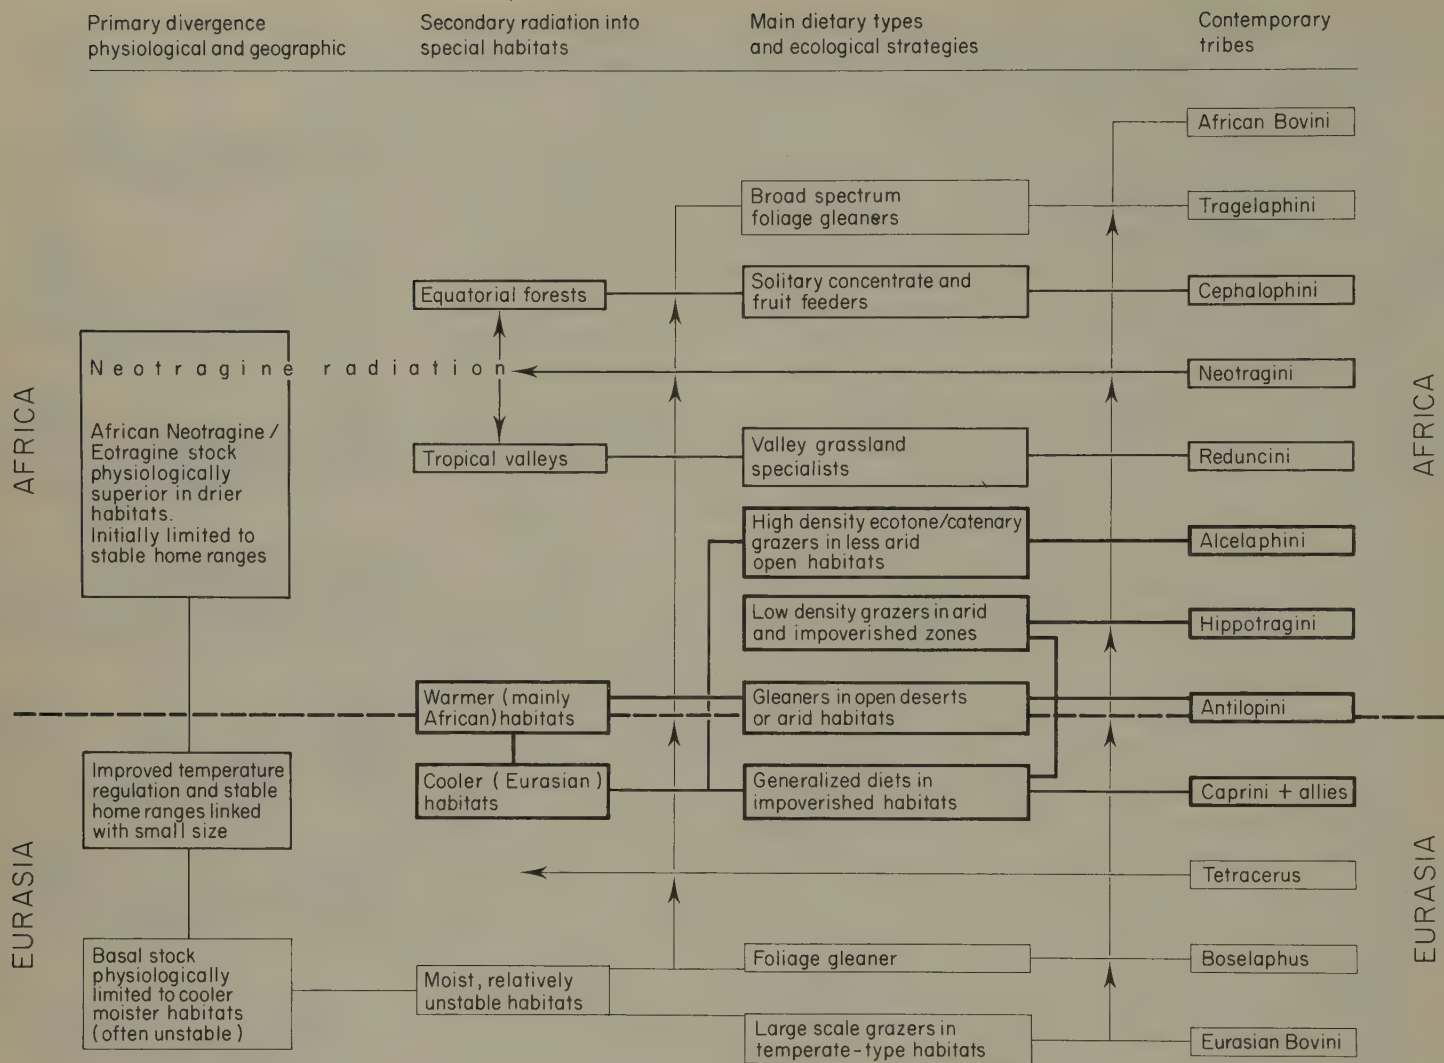 Primary divergence
physiological and geographic
Secondary radiation into
special habitats
Main dietary types
and ecological strategies
Contemporary
tribes
African Bovini
Broad spectrum
foliage gleaners
Tragelaphini
Equatorial forests
Solitary concentrate and
fruit feeders
Cephalophini
Neotragine radiation
Neotragini
African Neotragine /
Eotragine stock
physiologically
superior in drier
habitats.
Initially limited to
stable home ranges
Tropical valleys
Valley grassland
specialists
Reduncini
High density ecotone/catenary
grazers in less arid
open habitats
Alcelaphini
Low density grazers in arid
and impoverished zones
Hippotragini
Warmer (mainly
African) habitats
Gleaners in open deserts
or arid habitats
Antilopini
Improved temperature
regulation and stable
home ranges linked
with small size
Cooler (Eurasian)
habitats
Generalized diets in
impoverished habitats
Caprini + allies
Tetracerus
Basal stock
physiologically
limited to cooler
moister habitats
(often unstable)
Moist, relatively
unstable habitats
Foliage gleaner
Boselaphus
Large scale grazers in
temperate-type habitats
Eurasian Bovini
AFRICA
EURASIA
AFRICA
EURASIA